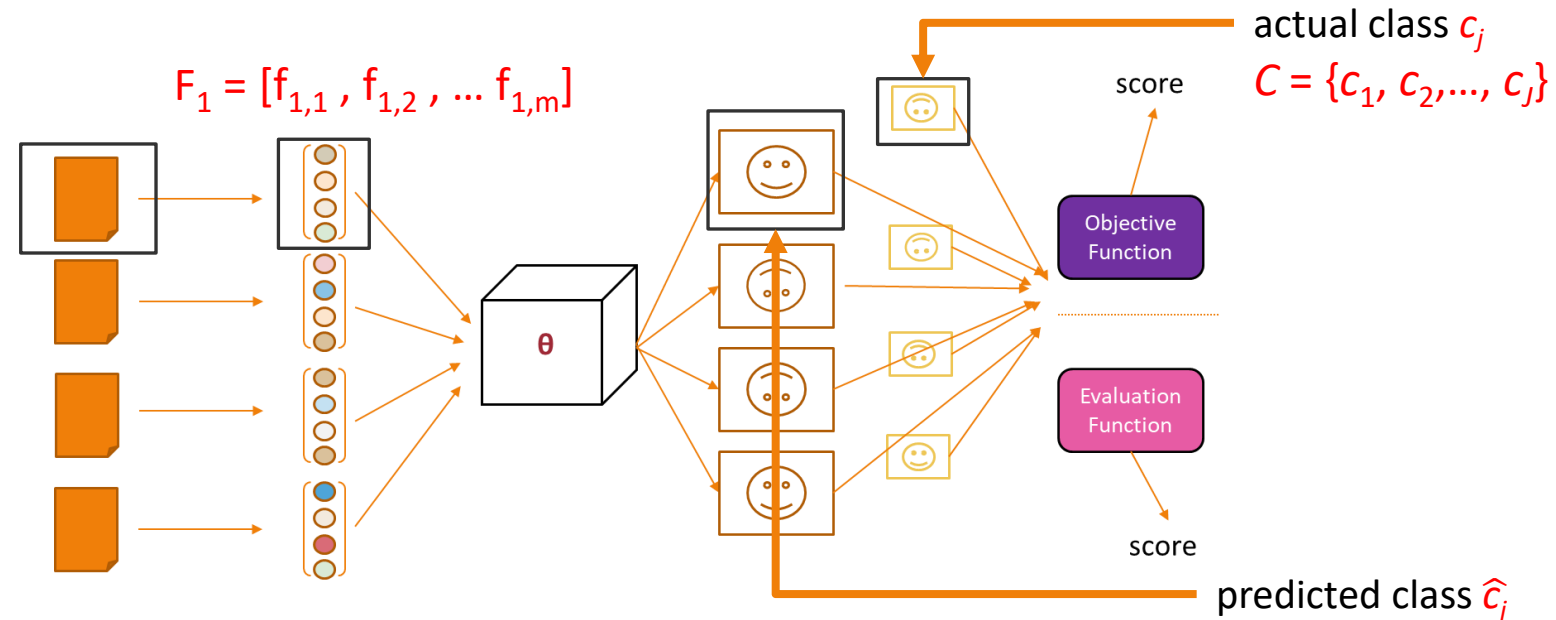 actual class cⱼ
F₁ = [f₁,₁ , f₁,₂ , … f₁,m]
score
C = {c₁, c₂,…, c_J}
Objective
Function
θ
Evaluation
Function
score
predicted class ĉᵢ